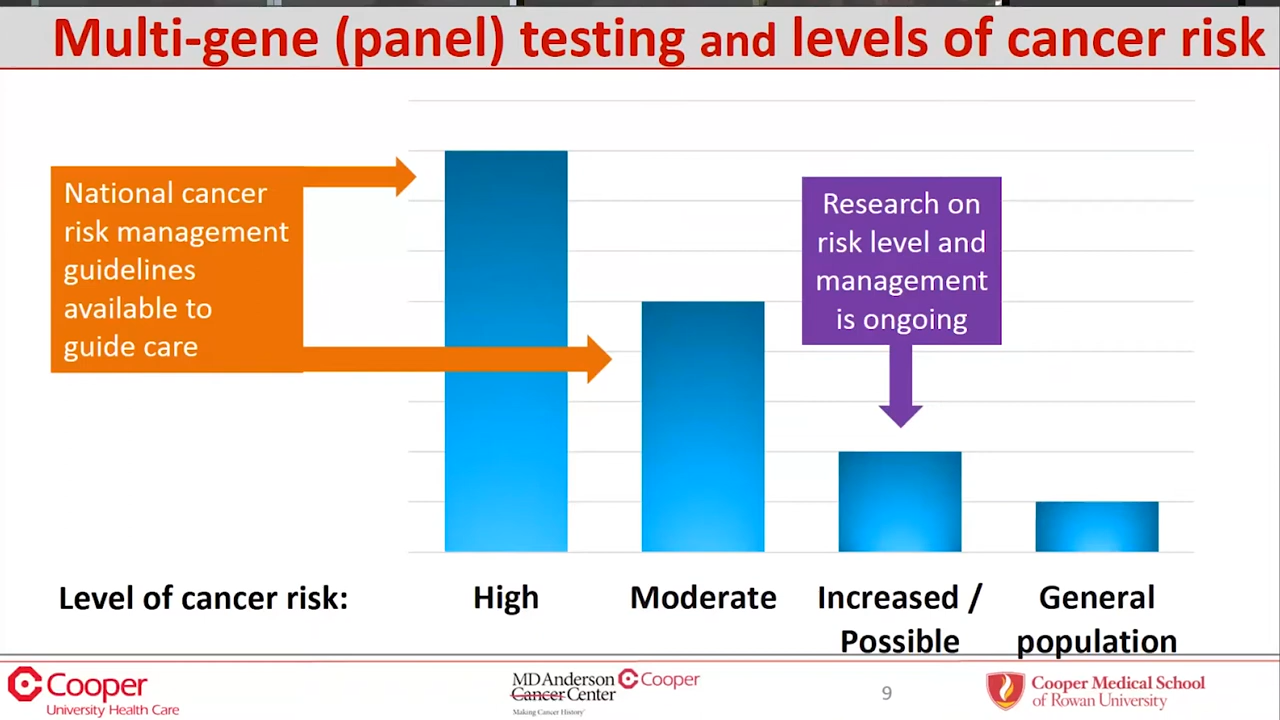 Multi-gene (panel) testing and levels of cancer risk
National cancer
risk management
guidelines
available to
guide care
Research on
risk level and
management
is ongoing
Level of cancer risk:
High
Moderate
Increased /
Possible
General
population
Cooper
University Health Care
MD Anderson
Cancer Center
Making Cancer History®
Cooper
9
Cooper Medical School
of Rowan University